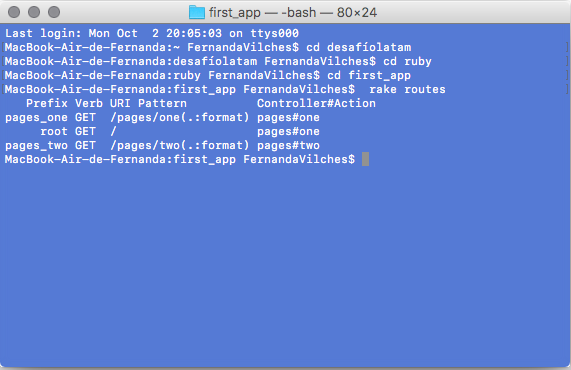 first_app — -bash — 80×24
Last login: Mon Oct  2 20:05:03 on ttys000
MacBook-Air-de-Fernanda:~ FernandaVilches$ cd desafíolatam
MacBook-Air-de-Fernanda:desafíolatam FernandaVilches$ cd ruby
MacBook-Air-de-Fernanda:ruby FernandaVilches$ cd first_app
MacBook-Air-de-Fernanda:first_app FernandaVilches$  rake routes
   Prefix Verb URI Pattern          Controller#Action
pages_one GET  /pages/one(.:format) pages#one
     root GET  /                    pages#one
pages_two GET  /pages/two(.:format) pages#two
MacBook-Air-de-Fernanda:first_app FernandaVilches$